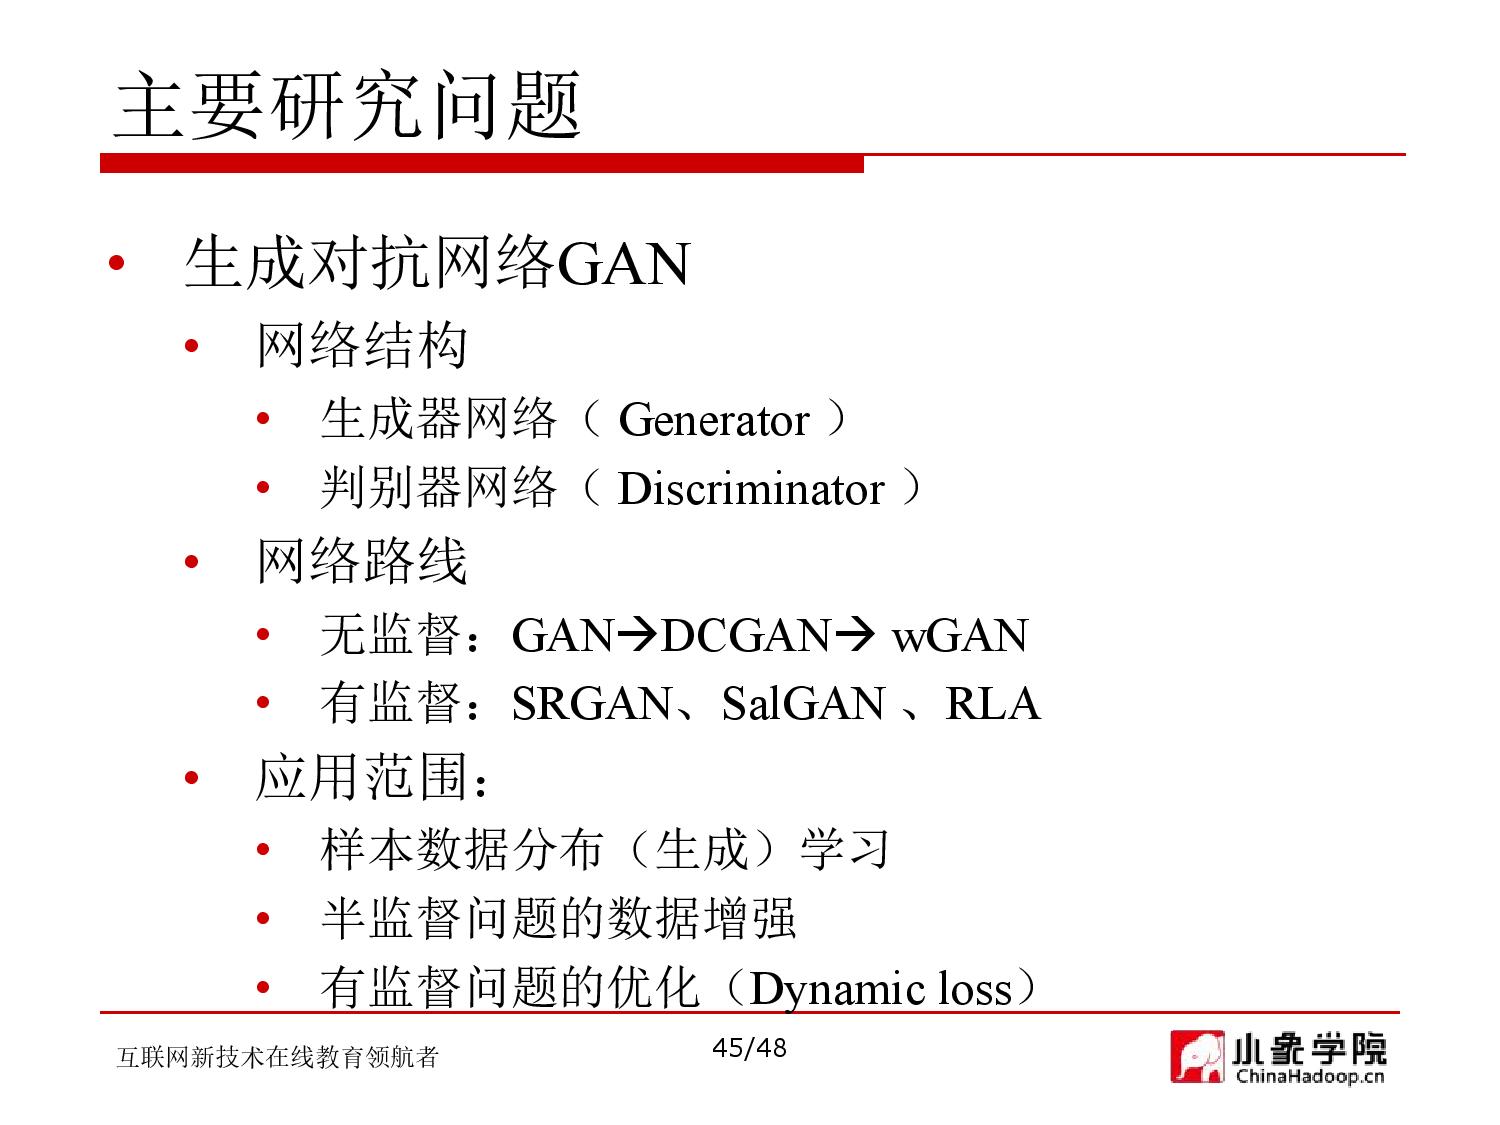 主要研究问题
• 生成对抗网络GAN
• 网络结构
• 生成器网络（ Generator ）
• 判别器网络（ Discriminator ）
• 网络路线
• 无监督：GAN→DCGAN→ wGAN
• 有监督：SRGAN、SalGAN 、RLA
• 应用范围：
• 样本数据分布（生成）学习
• 半监督问题的数据增强
• 有监督问题的优化（Dynamic loss）
互联网新技术在线教育领航者
45/48
小象学院
ChinaHadoop.cn